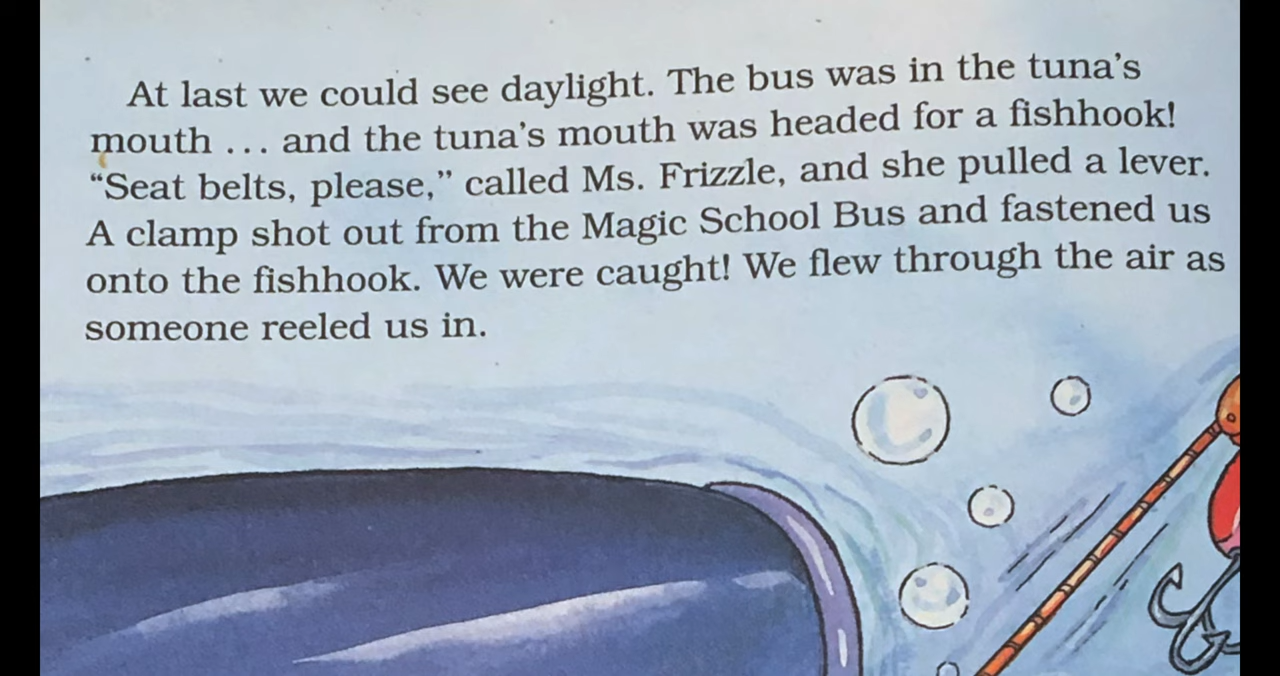 At last we could see daylight. The bus was in the tuna's
mouth ... and the tuna's mouth was headed for a fishhook!
“Seat belts, please,” called Ms. Frizzle, and she pulled a lever.
A clamp shot out from the Magic School Bus and fastened us
onto the fishhook. We were caught! We flew through the air as
someone reeled us in.